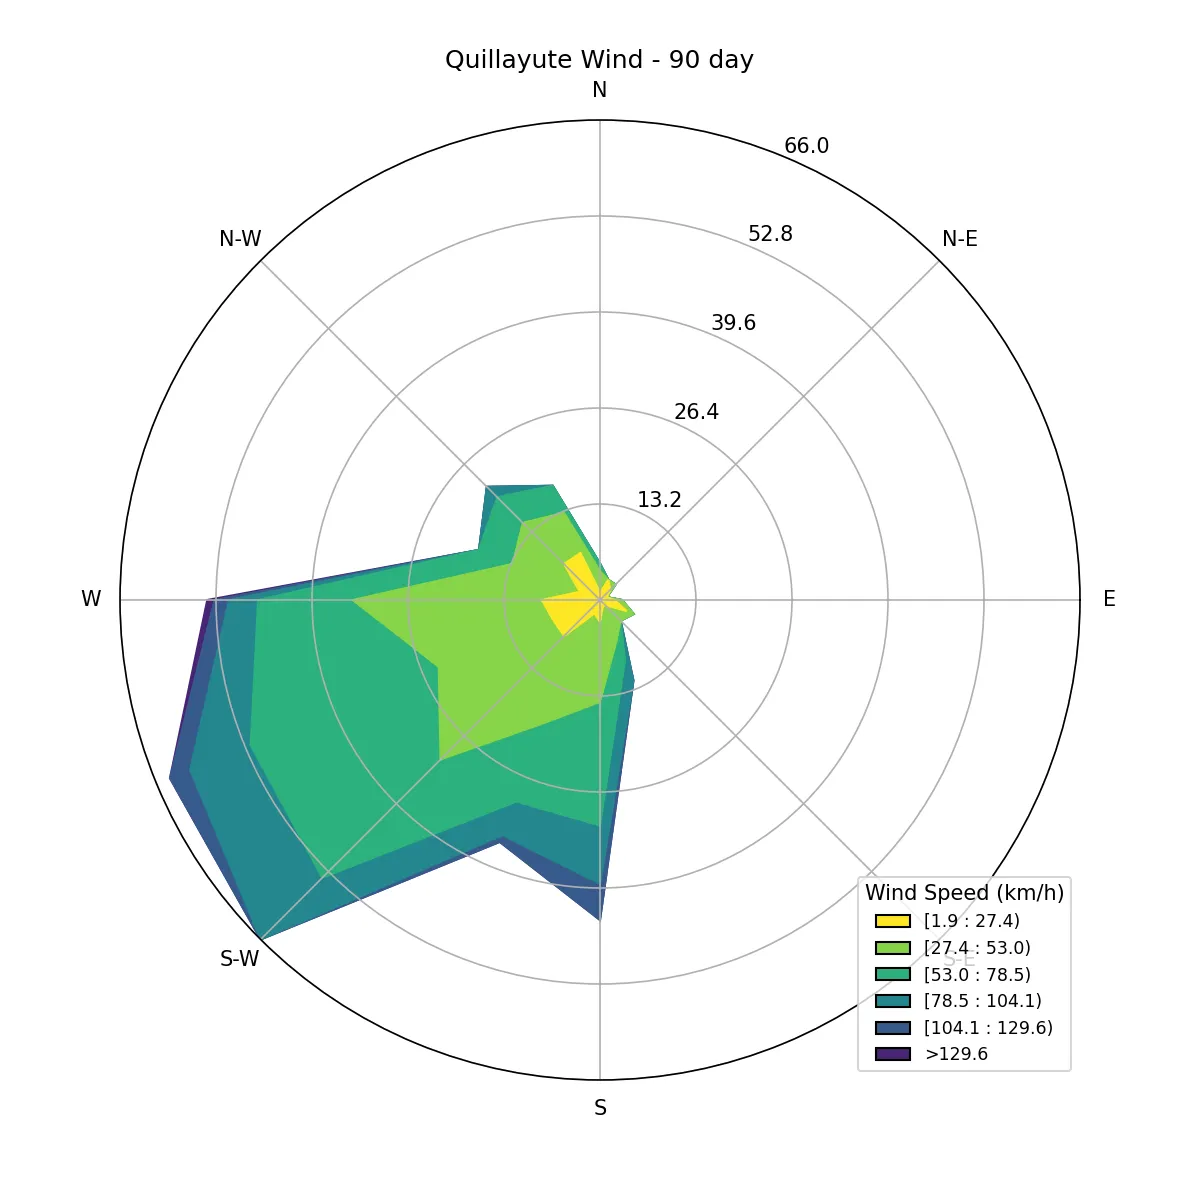 Quillayute Wind - 90 day
N
66.0
52.8
N-W
N-E
39.6
26.4
13.2
W
E
S-W
S-E
Wind Speed (km/h)
[1.9 : 27.4)
[27.4 : 53.0)
[53.0 : 78.5)
[78.5 : 104.1)
[104.1 : 129.6)
>129.6
S